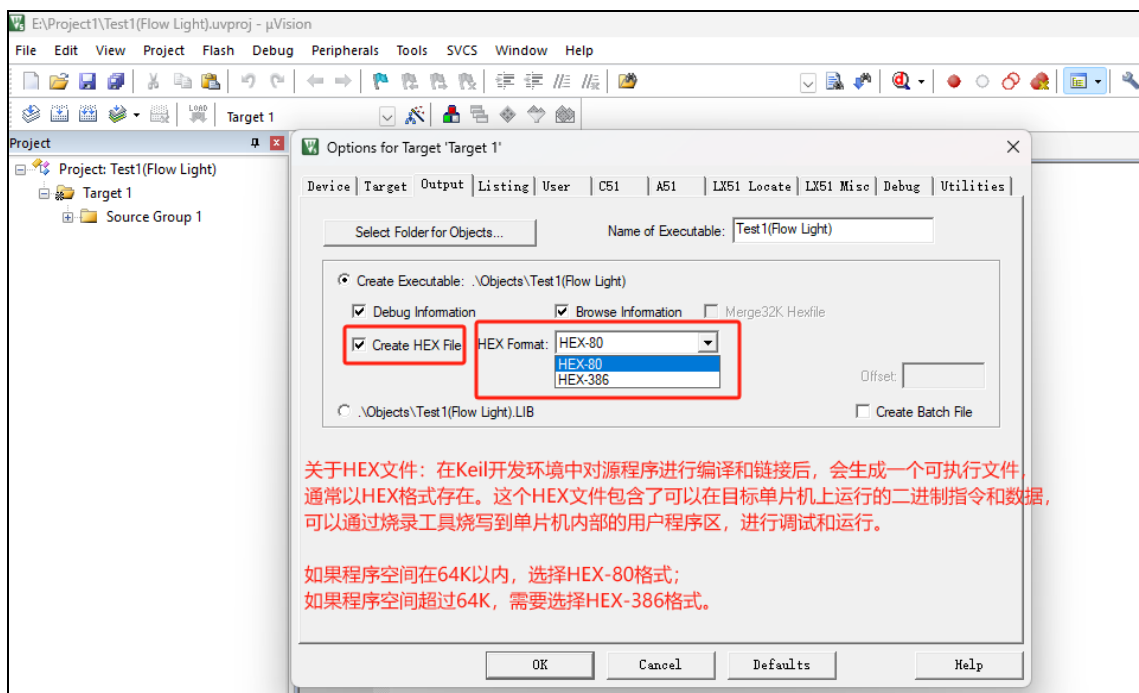 E:\Project1\Test1(Flow Light).uvproj - µVision
File Edit View Project Flash Debug Peripherals Tools SVCS Window Help
LOAD
Target 1
Project
Project: Test1(Flow Light)
Target 1
Source Group 1
Options for Target 'Target 1'
Device Target Output Listing User C51 A51 LX51 Locate LX51 Misc Debug Utilities
Select Folder for Objects... Name of Executable: Test1(Flow Light)
Create Executable: .\Objects\Test1(Flow Light)
Debug Information Browse Information Merge32K Hexfile
Create HEX File HEX Format: HEX-80
HEX-80
HEX-386
Offset:
.\Objects\Test1(Flow Light).LIB Create Batch File
关于HEX文件：在Keil开发环境中对源程序进行编译和链接后，会生成一个可执行文件，
通常以HEX格式存在。这个HEX文件包含了可以在目标单片机上运行的二进制指令和数据，
可以通过烧录工具烧写到单片机内部的用户程序区，进行调试和运行。
如果程序空间在64K以内，选择HEX-80格式；
如果程序空间超过64K，需要选择HEX-386格式。
OK Cancel Defaults Help